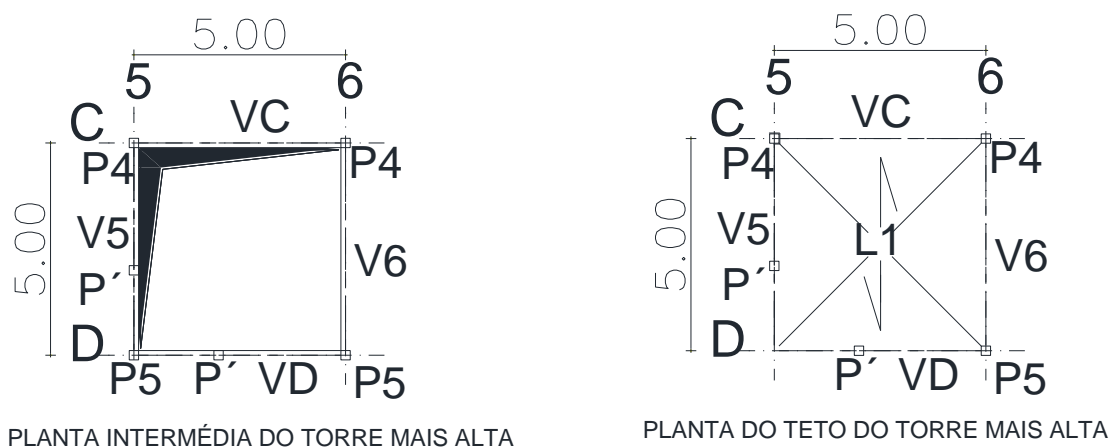 5.00
5 6
C VC
P4 P4
V5
5.00
V6
P´
D
P5 P´ VD P5
PLANTA INTERMÉDIA DO TORRE MAIS ALTA
5.00
5 6
C VC
P4 P4
V5 L1
5.00
V6
P´
D
P´ VD P5
PLANTA DO TETO DO TORRE MAIS ALTA